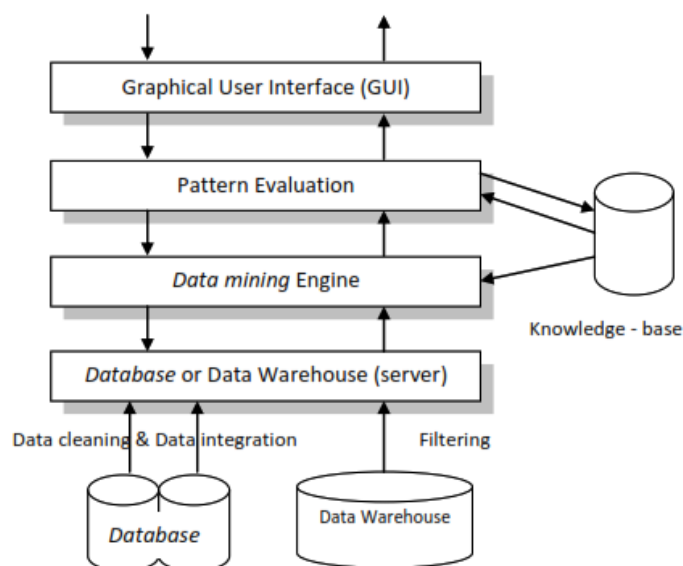 Graphical User Interface (GUI)
Pattern Evaluation
Data mining Engine
Knowledge - base
Database or Data Warehouse (server)
Data cleaning & Data integration
Filtering
Database
Data Warehouse